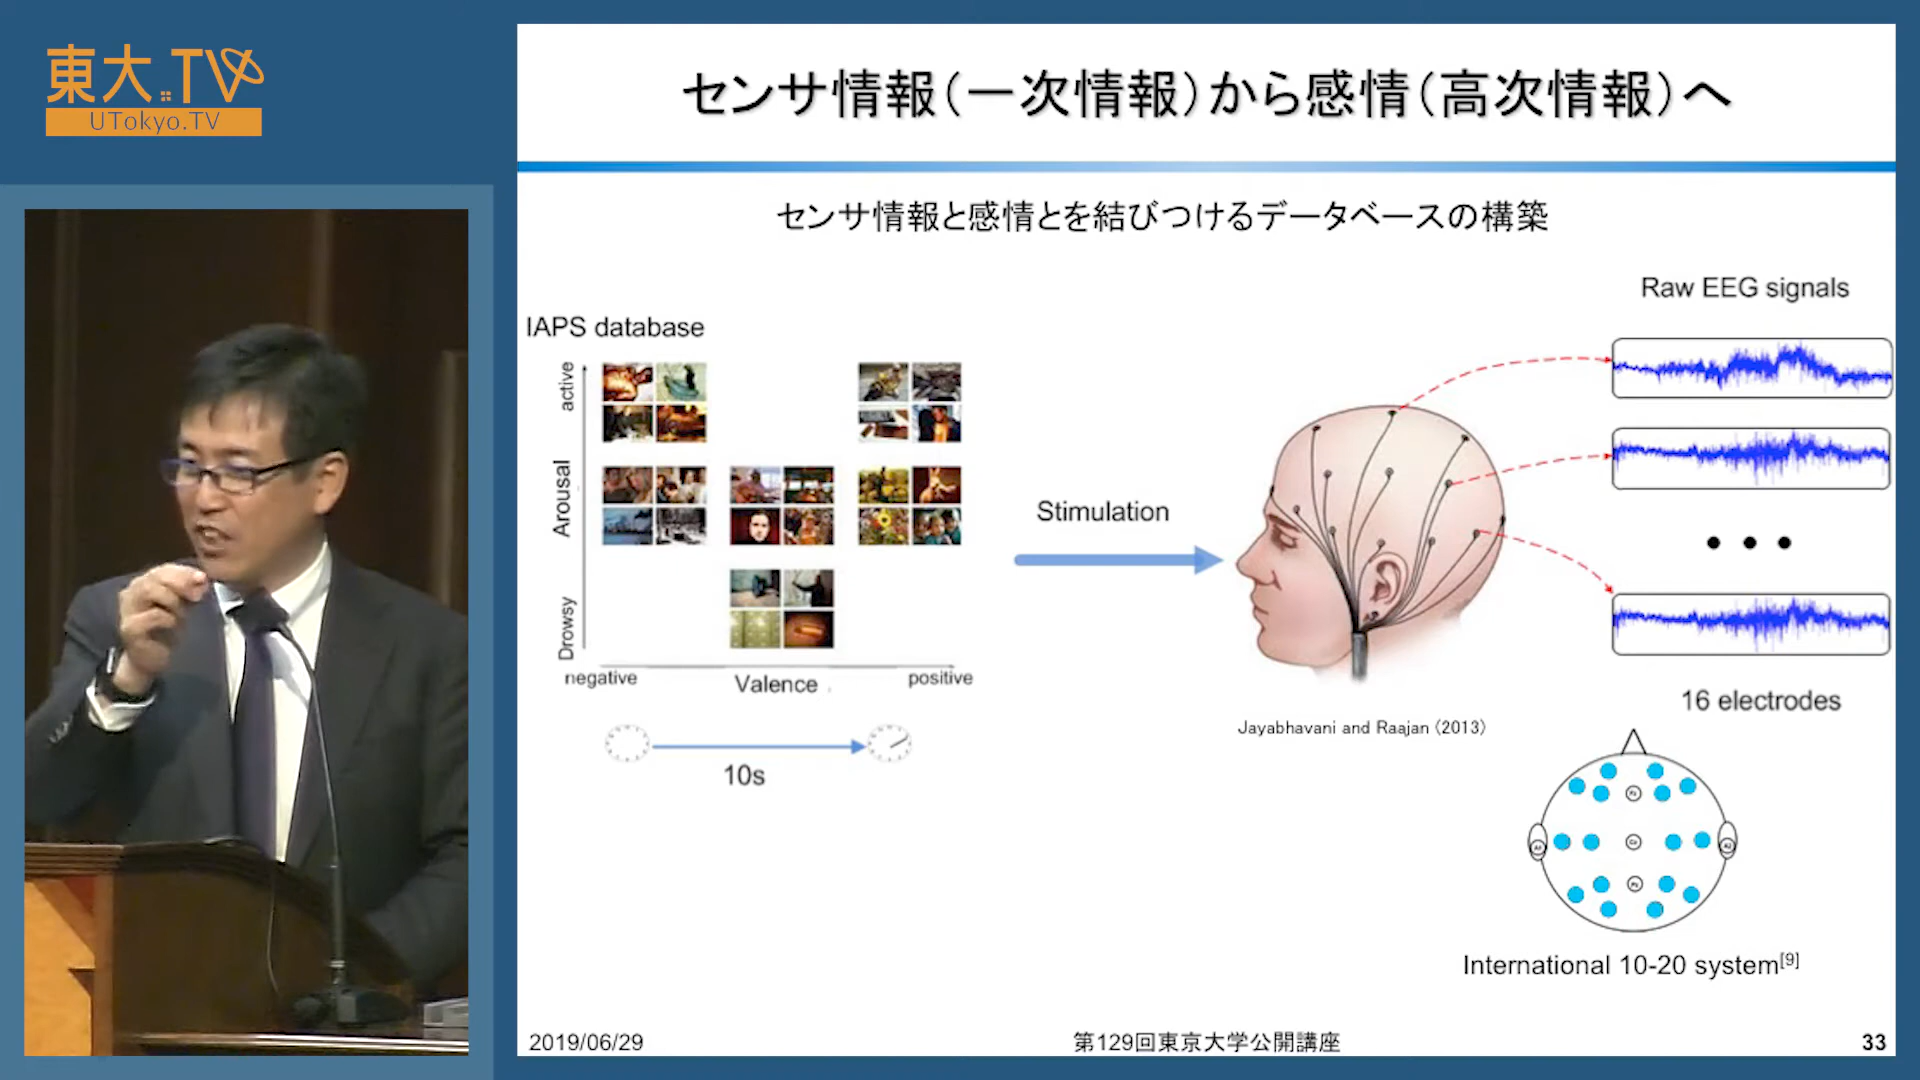 東大.TV
UTokyo.TV
センサ情報(一次情報)から感情(高次情報)へ
センサ情報と感情とを結びつけるデータベースの構築
IAPS database
active
Arousal
Drowsy
negative
Valence
positive
10s
Stimulation
Jayabhavani and Raajan (2013)
Raw EEG signals
16 electrodes
International 10-20 system[9]
2019/06/29
第129回東京大学公開講座
33